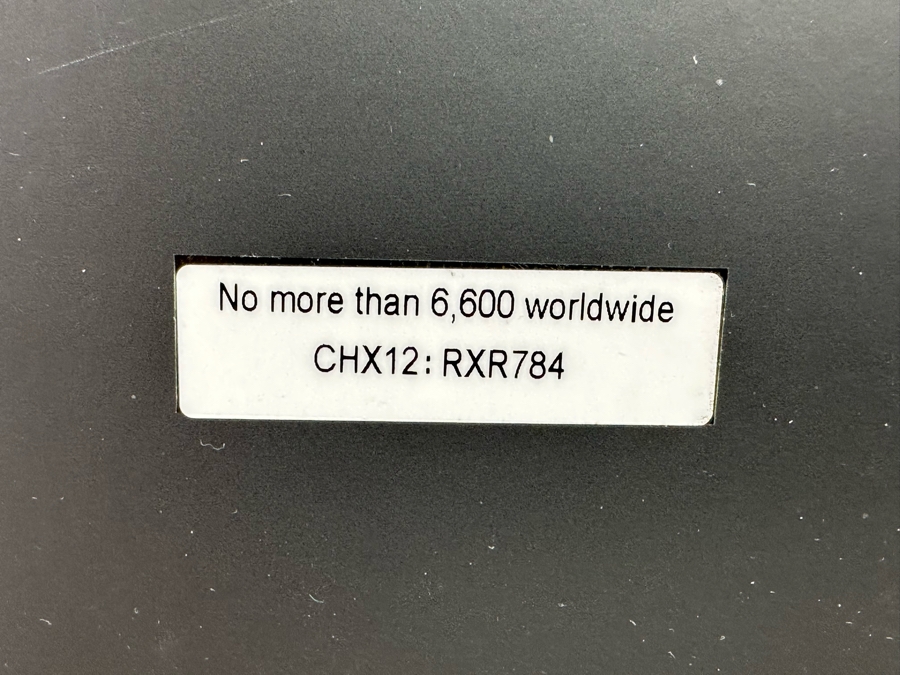 No more than 6,600 worldwide
CHX12: RXR784